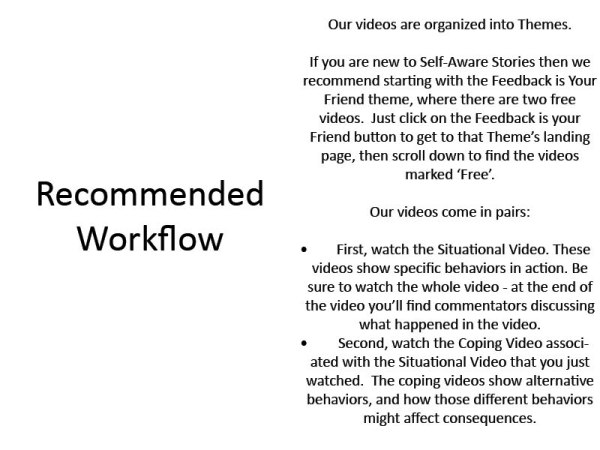 Recommended
Workflow
Our videos are organized into Themes.
If you are new to Self-Aware Stories then we
recommend starting with the Feedback is Your
Friend theme, where there are two free
videos.  Just click on the Feedback is your
Friend button to get to that Theme’s landing
page, then scroll down to find the videos
marked ‘Free’.
Our videos come in pairs:
• First, watch the Situational Video. These
videos show specific behaviors in action. Be
sure to watch the whole video - at the end of
the video you’ll find commentators discussing
what happened in the video.
• Second, watch the Coping Video associ-
ated with the Situational Video that you just
watched.  The coping videos show alternative
behaviors, and how those different behaviors
might affect consequences.